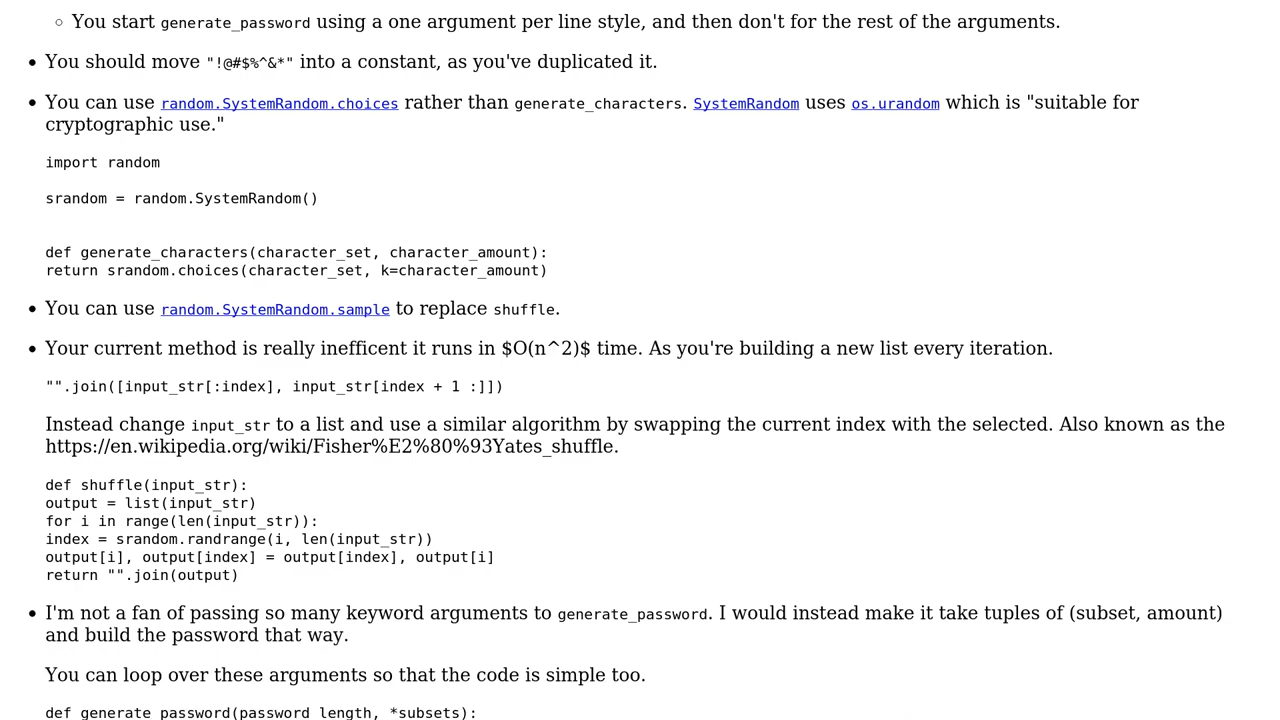 You start generate_password using a one argument per line style, and then don't for the rest of the arguments.
You should move "!@#$%^&*" into a constant, as you've duplicated it.
You can use random.SystemRandom.choices rather than generate_characters. SystemRandom uses os.urandom which is "suitable for
cryptographic use."
import random
srandom = random.SystemRandom()
def generate_characters(character_set, character_amount):
return srandom.choices(character_set, k=character_amount)
You can use random.SystemRandom.sample to replace shuffle.
Your current method is really inefficent it runs in $O(n^2)$ time. As you're building a new list every iteration.
"".join([input_str[:index], input_str[index + 1 :]])
Instead change input_str to a list and use a similar algorithm by swapping the current index with the selected. Also known as the
https://en.wikipedia.org/wiki/Fisher%E2%80%93Yates_shuffle.
def shuffle(input_str):
output = list(input_str)
for i in range(len(input_str)):
index = srandom.randrange(i, len(input_str))
output[i], output[index] = output[index], output[i]
return "".join(output)
I'm not a fan of passing so many keyword arguments to generate_password. I would instead make it take tuples of (subset, amount)
and build the password that way.
You can loop over these arguments so that the code is simple too.
def generate_password(password_length, *subsets):